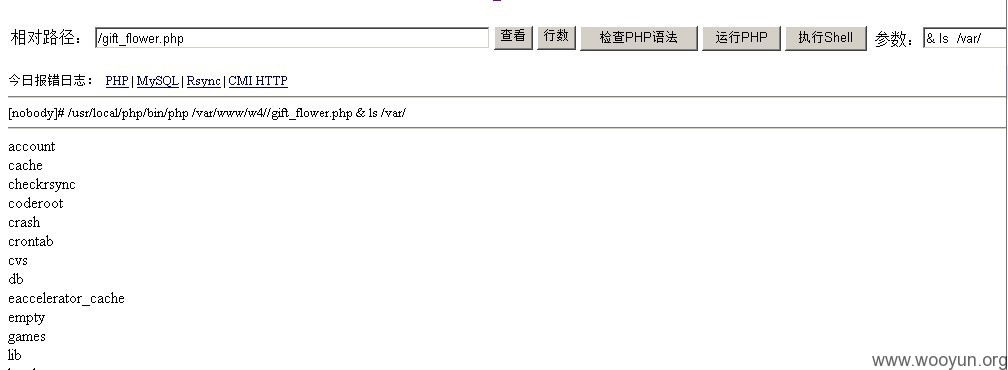 相对路径： /gift_flower.php 查看 行数 检查PHP语法 运行PHP 执行Shell 参数： & ls /var/
今日报错日志： PHP | MySQL | Rsync | CMI HTTP
[nobody]# /usr/local/php/bin/php /var/www/w4//gift_flower.php & ls /var/
account
cache
checkrsync
coderoot
crash
crontab
cvs
db
eaccelerator_cache
empty
games
lib
www.wooyun.org